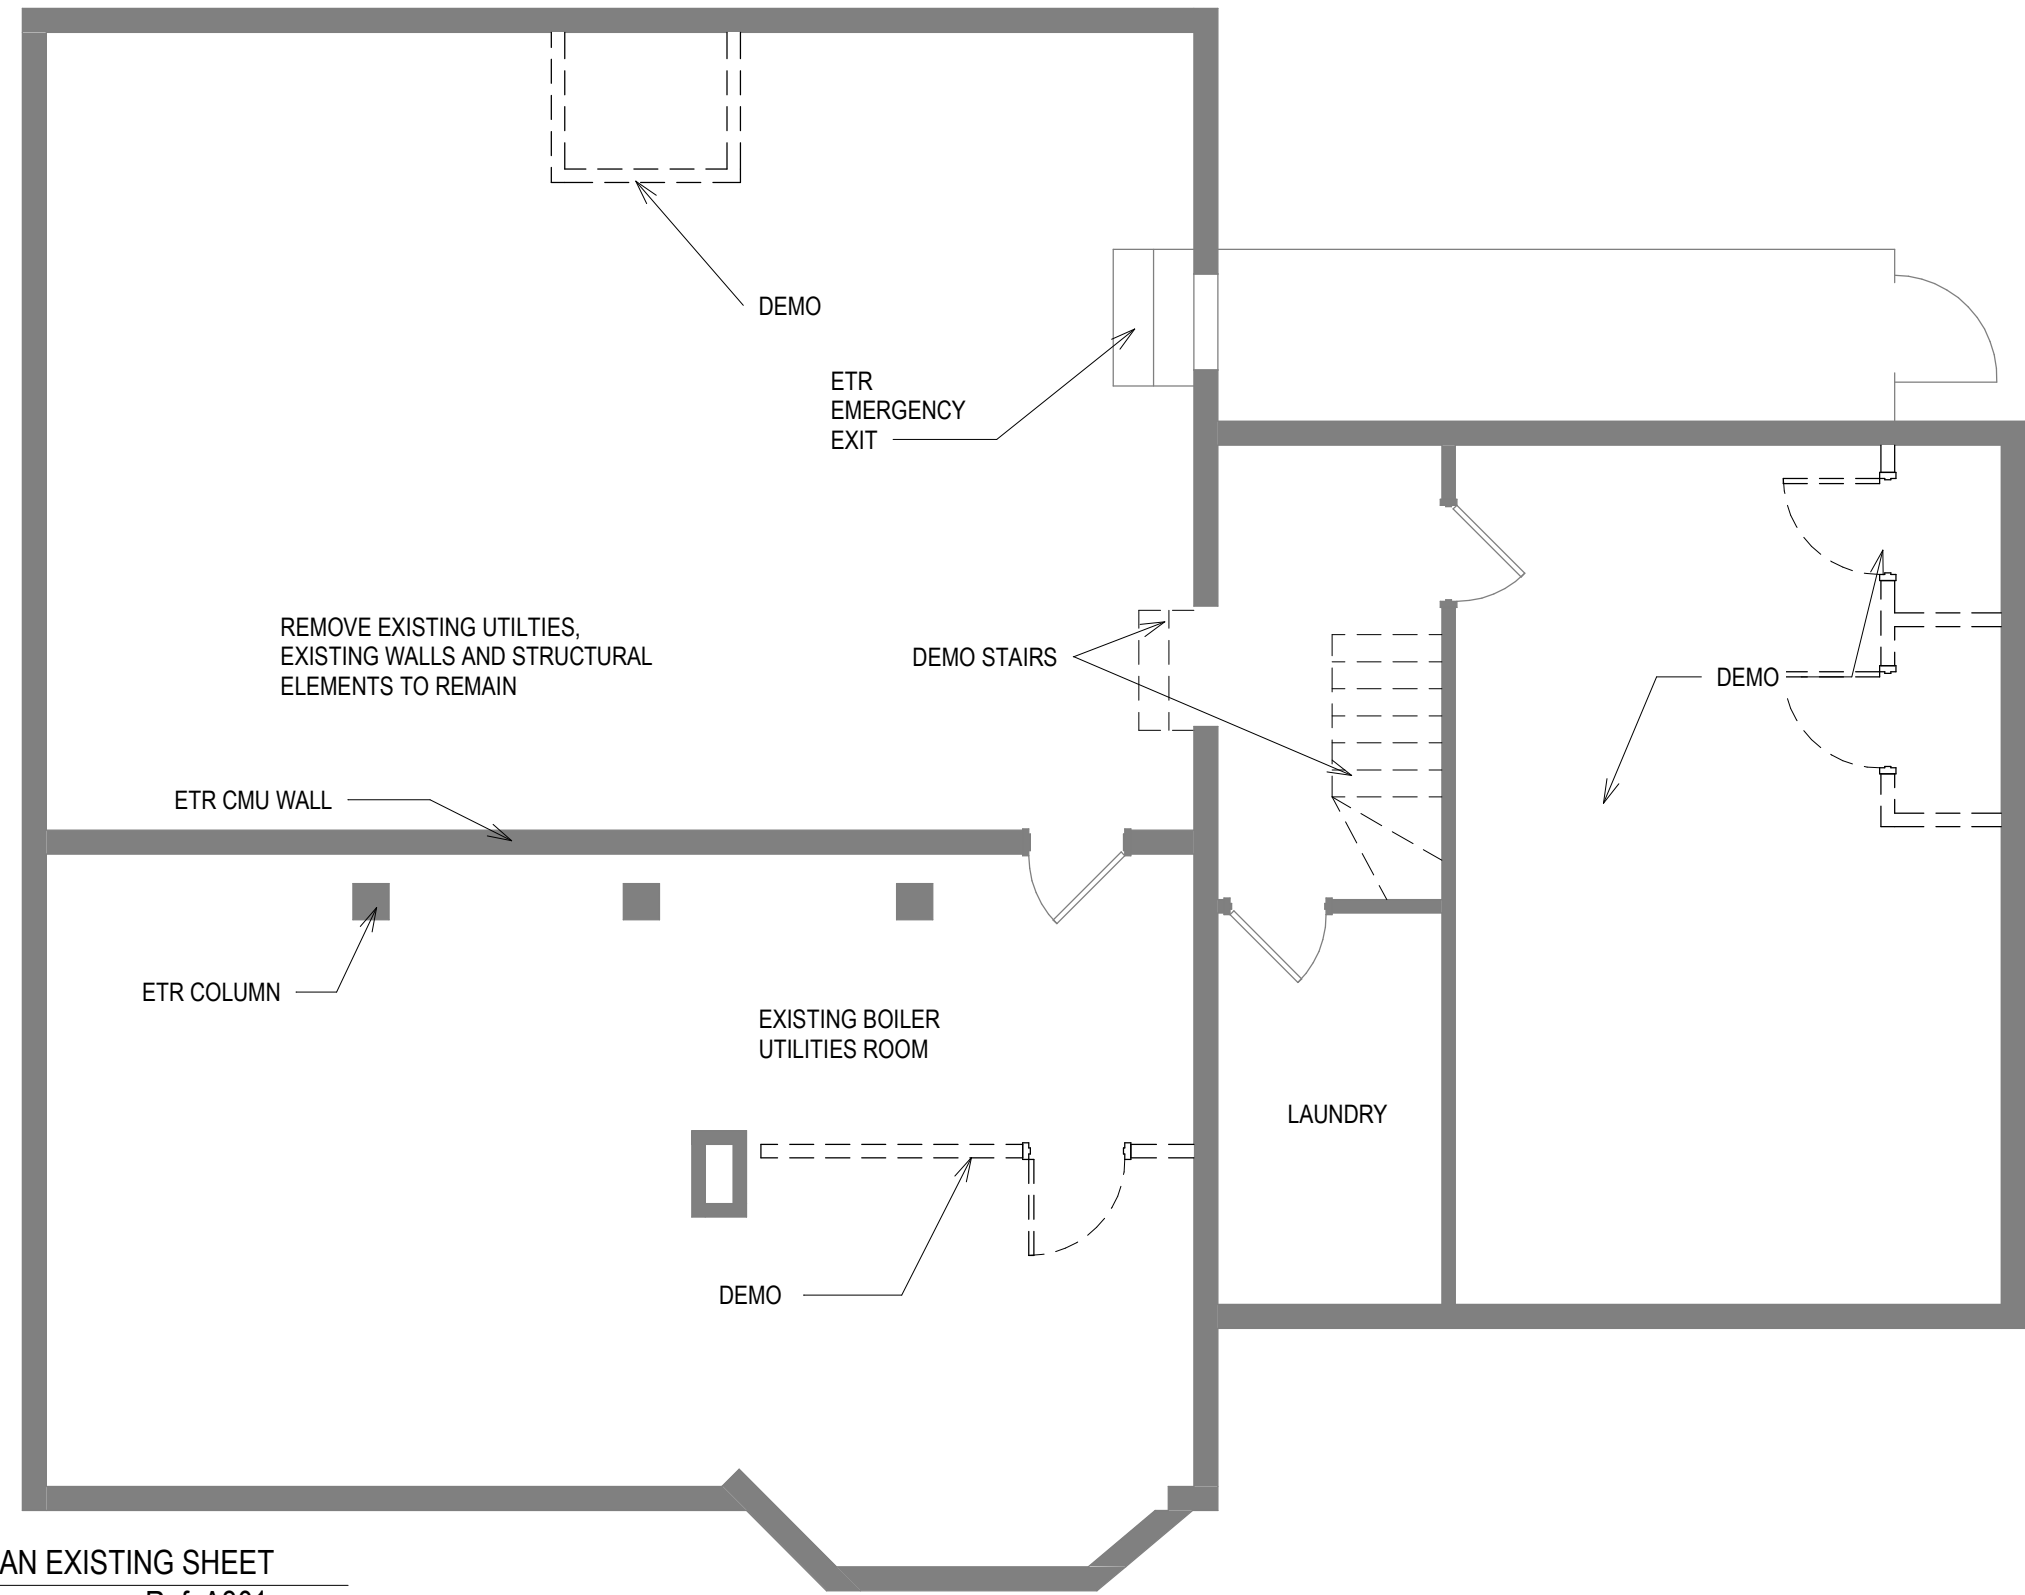 DEMO
ETR
EMERGENCY
EXIT
REMOVE EXISTING UTILTIES,
EXISTING WALLS AND STRUCTURAL
ELEMENTS TO REMAIN
DEMO STAIRS
DEMO
ETR CMU WALL
ETR COLUMN
EXISTING BOILER
UTILITIES ROOM
LAUNDRY
DEMO
AN EXISTING SHEET